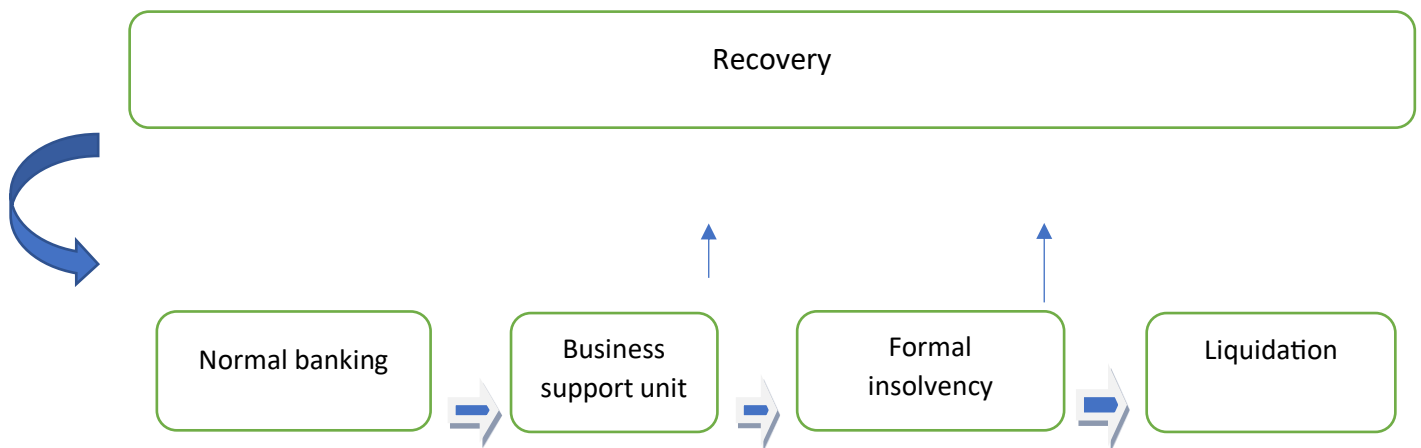 Recovery
Normal banking
Business
support unit
Formal
insolvency
Liquidation